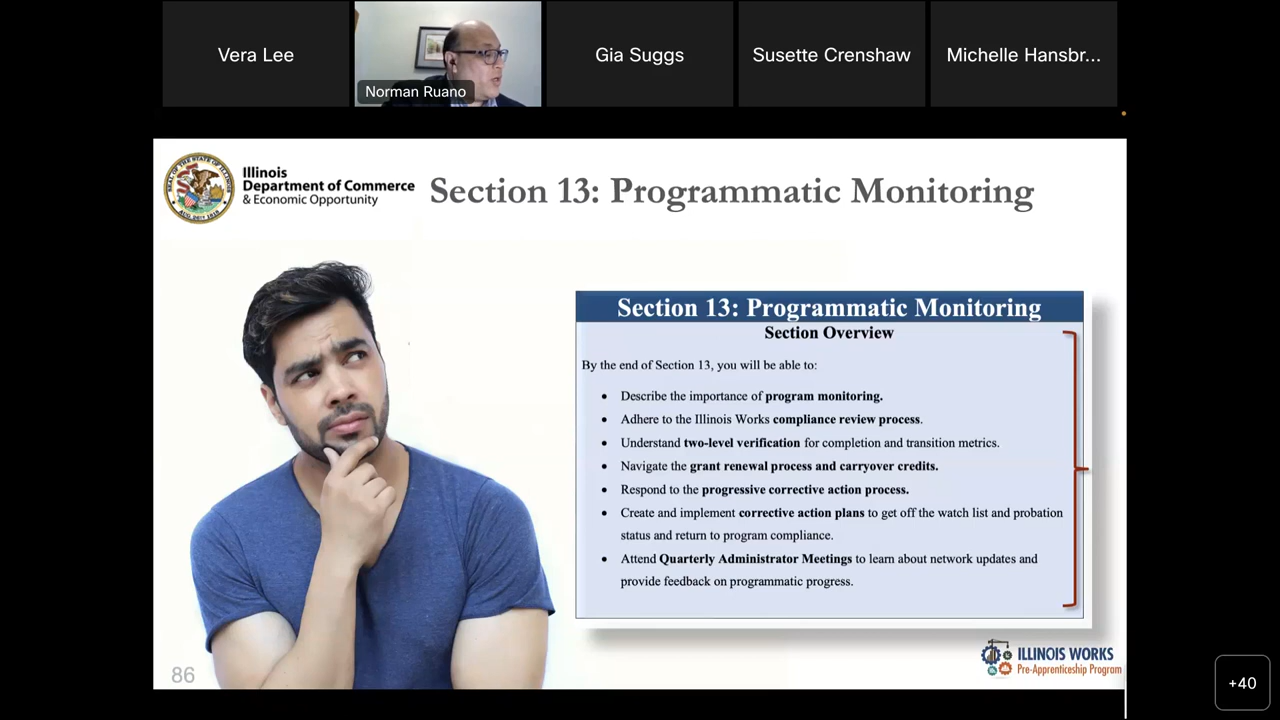 Vera Lee
Norman Ruano
Gia Suggs
Susette Crenshaw
Michelle Hansbr...
Illinois
Department of Commerce
& Economic Opportunity
Section 13: Programmatic Monitoring
Section 13: Programmatic Monitoring
Section Overview
By the end of Section 13, you will be able to:
• Describe the importance of program monitoring.
• Adhere to the Illinois Works compliance review process.
• Understand two-level verification for completion and transition metrics.
• Navigate the grant renewal process and carryover credits.
• Respond to the progressive corrective action process.
• Create and implement corrective action plans to get off the watch list and probation
status and return to program compliance.
• Attend Quarterly Administrator Meetings to learn about network updates and
provide feedback on programmatic progress.
86
ILLINOIS WORKS
Pre-Apprenticeship Program
+40